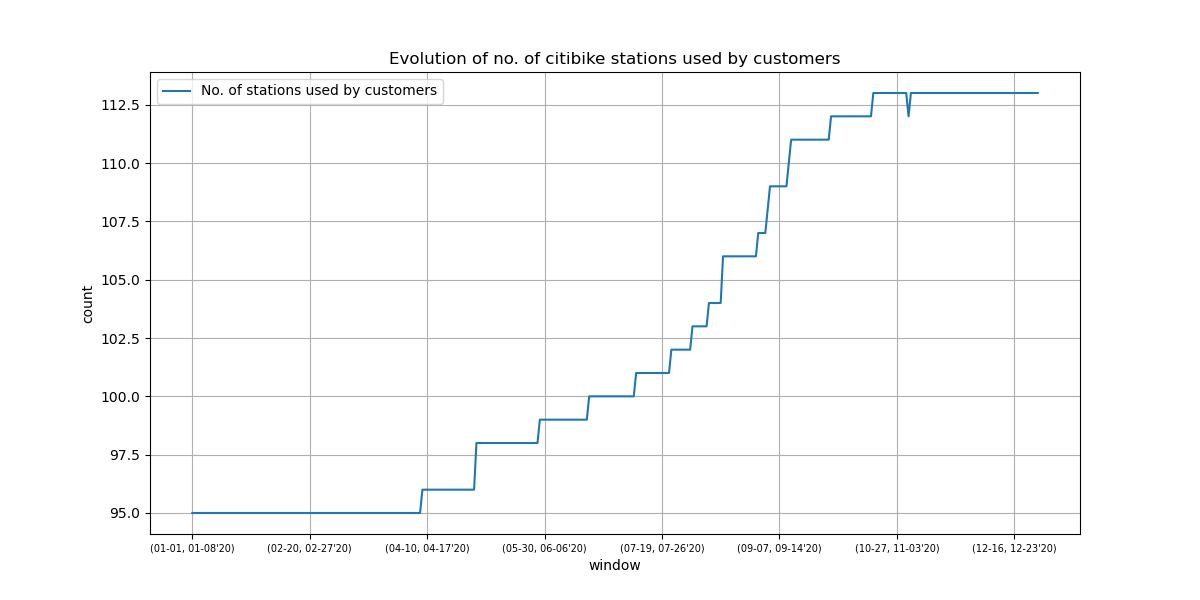 Evolution of no. of citibike stations used by customers
No. of stations used by customers
112.5
110.0
107.5
105.0
102.5
100.0
97.5
95.0
count
(01-01, 01-08'20) (02-20, 02-27'20) (04-10, 04-17'20) (05-30, 06-06'20) (07-19, 07-26'20) (09-07, 09-14'20) (10-27, 11-03'20) (12-16, 12-23'20)
window